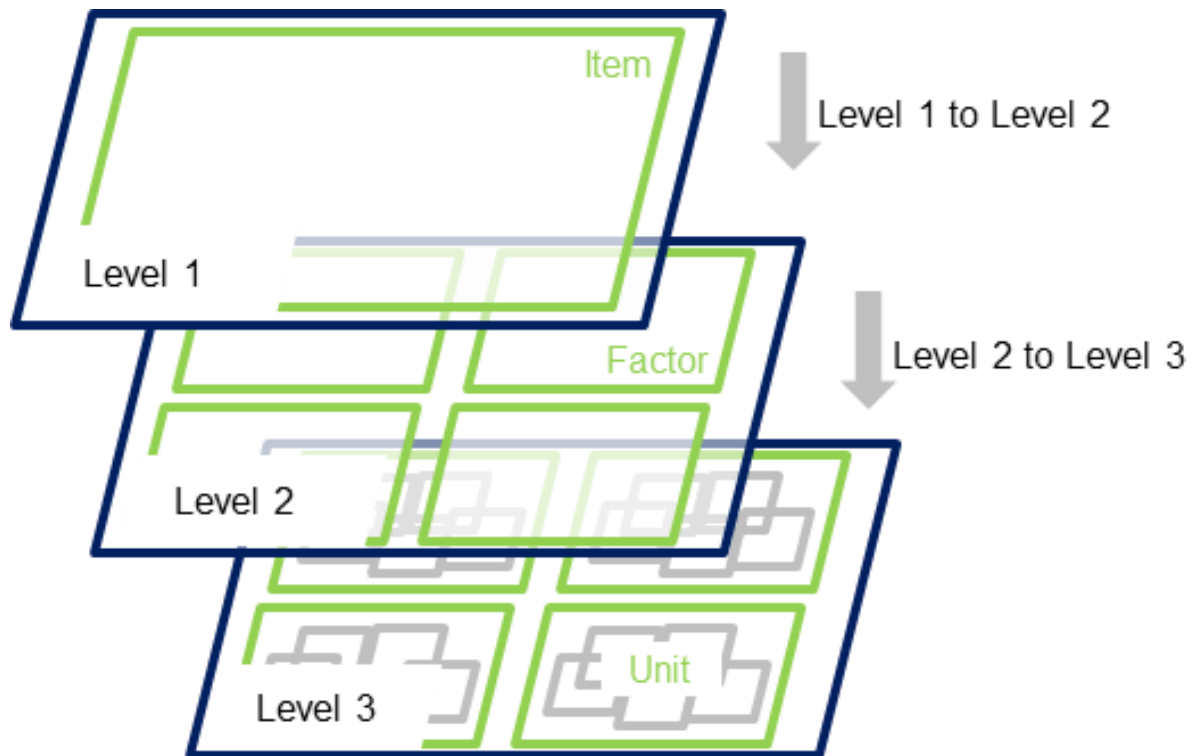 Item
Level 1 to Level 2
Level 1
Factor
Level 2 to Level 3
Level 2
Unit
Level 3